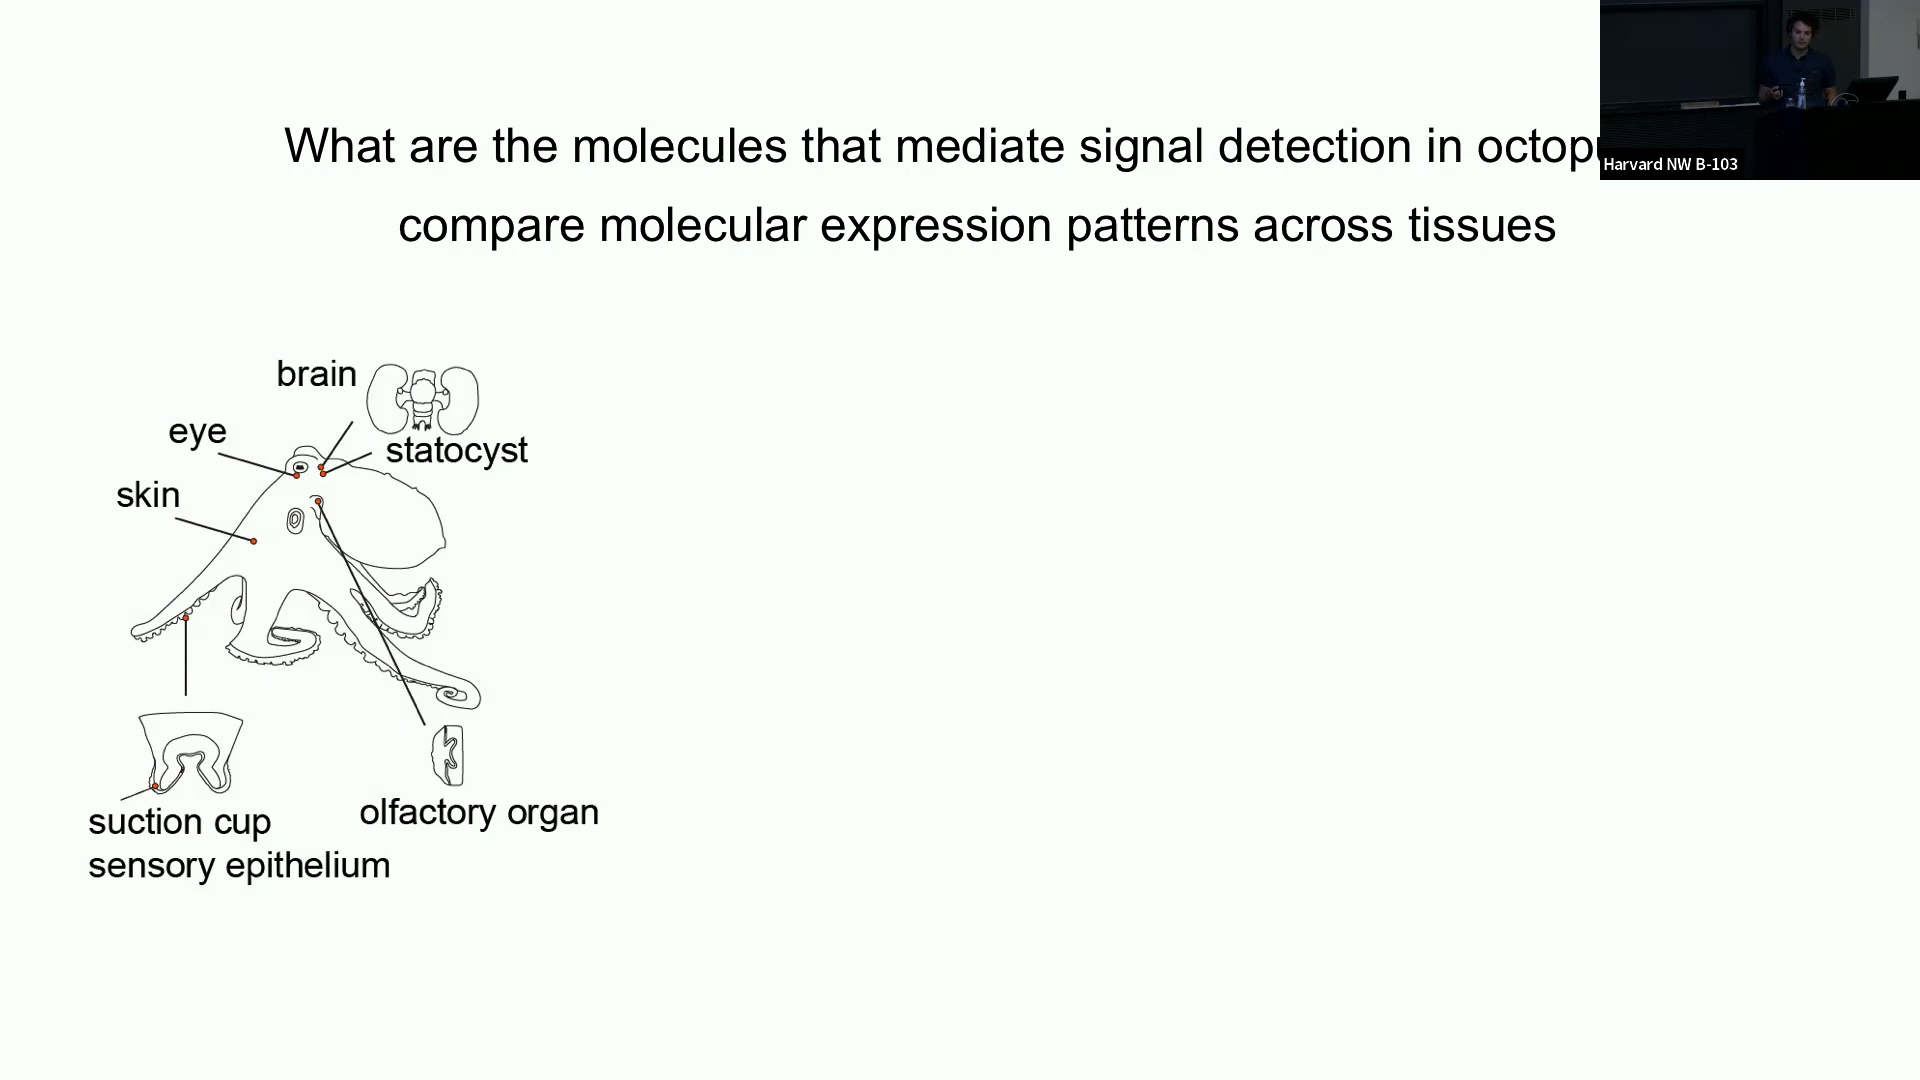 What are the molecules that mediate signal detection in
Harvard NW B-103
compare molecular expression patterns across tissues
brain
eye
statocyst
skin
suction cup
sensory epithelium
olfactory organ